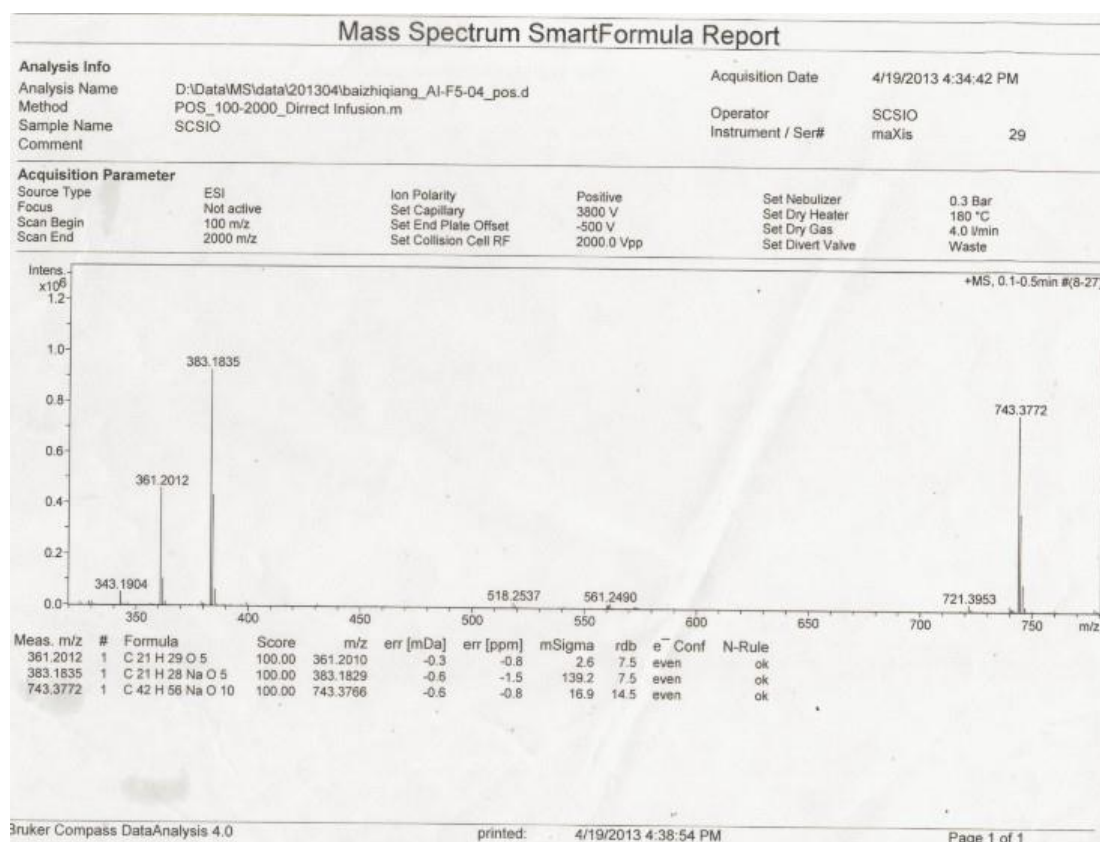 Mass Spectrum SmartFormula Report
Analysis Info
Acquisition Date 4/19/2013 4:34:42 PM
Analysis Name D:\Data\MS\data\201304\baizhiqiang_AI-F5-04_pos.d
Method POS_100-2000_Dirrect Infusion.m
Operator SCSIO
Sample Name SCSIO
Instrument / Ser# maXis 29
Comment
Acquisition Parameter
Source Type ESI Ion Polarity Positive Set Nebulizer 0.3 Bar
Focus Not active Set Capillary 3800 V Set Dry Heater 180 °C
Scan Begin 100 m/z Set End Plate Offset -500 V Set Dry Gas 4.0 l/min
Scan End 2000 m/z Set Collision Cell RF 2000.0 Vpp Set Divert Valve Waste
Intens.
x10⁶
+MS, 0.1-0.5min #(8-27)
1.2
1.0
383.1835
0.8
743.3772
0.6
361.2012
0.4
0.2
343.1904
518.2537
561.2490
721.3953
0.0
350 400 450 500 550 600 650 700 750 m/z
Meas. m/z # Formula Score m/z err [mDa] err [ppm] mSigma rdb e⁻ Conf N-Rule
361.2012 1 C 21 H 29 O 5 100.00 361.2010 -0.3 -0.8 2.6 7.5 even ok
383.1835 1 C 21 H 28 Na O 5 100.00 383.1829 -0.6 -1.5 139.2 7.5 even ok
743.3772 1 C 42 H 56 Na O 10 100.00 743.3766 -0.6 -0.8 16.9 14.5 even ok
Bruker Compass DataAnalysis 4.0 printed: 4/19/2013 4:38:54 PM Page 1 of 1